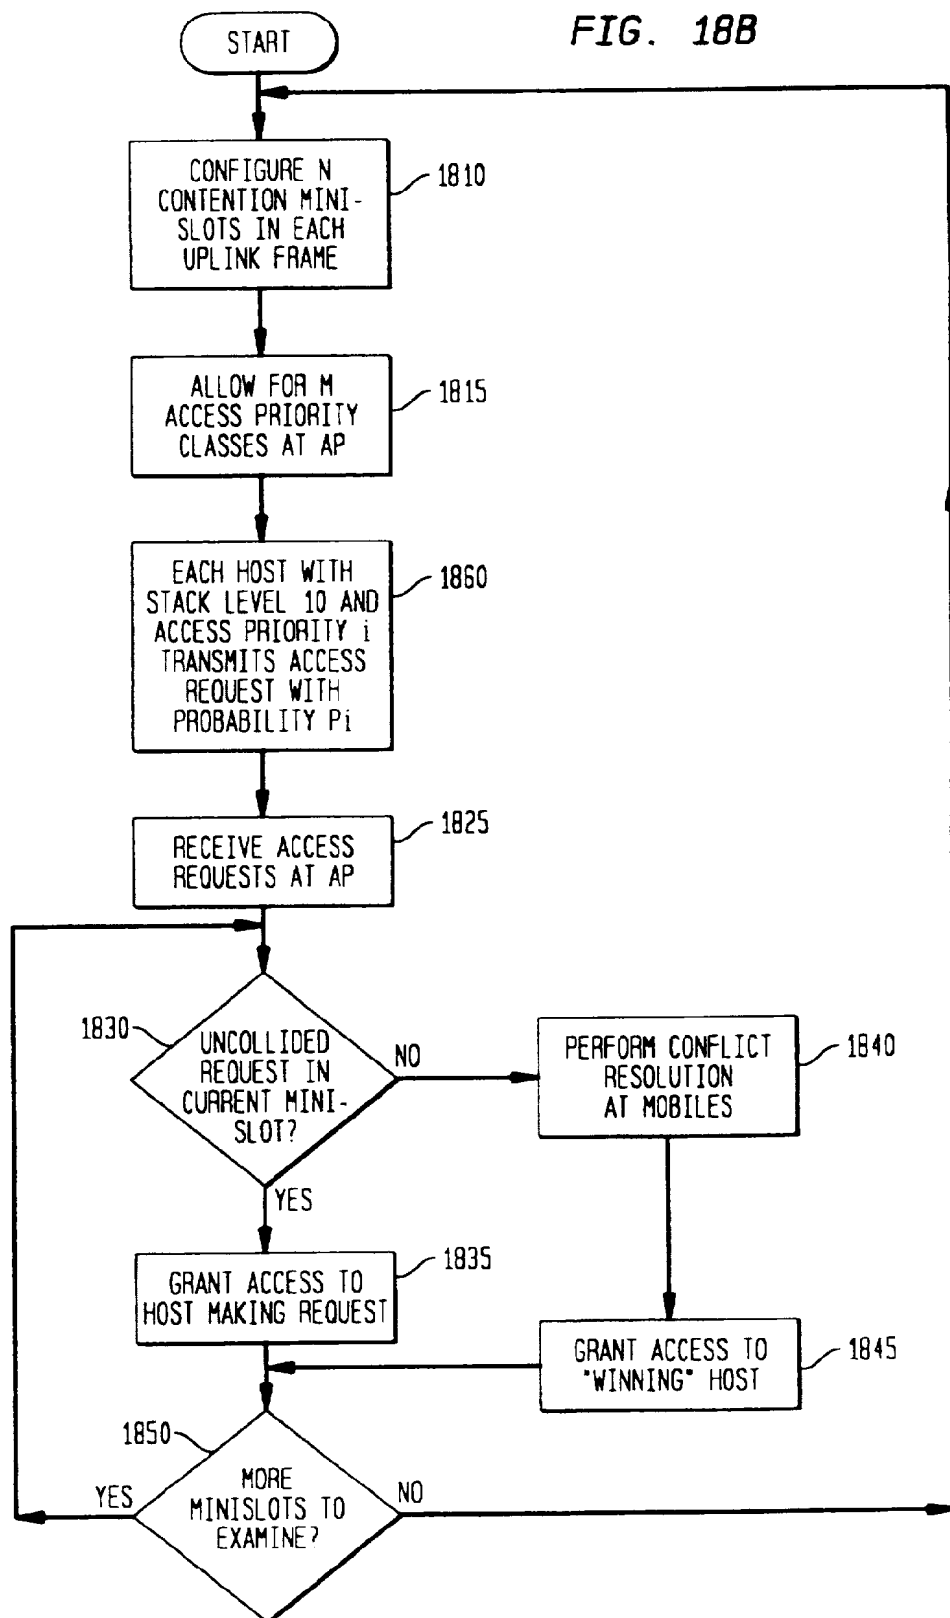 FIG. 18B
START
CONFIGURE N
CONTENTION MINI-
SLOTS IN EACH
UPLINK FRAME
1810
ALLOW FOR M
ACCESS PRIORITY
CLASSES AT AP
1815
EACH HOST WITH
STACK LEVEL 10 AND
ACCESS PRIORITY i
TRANSMITS ACCESS
REQUEST WITH
PROBABILITY Pi
1860
RECEIVE ACCESS
REQUESTS AT AP
1825
1830
UNCOLLIDED
REQUEST IN
CURRENT MINI-
SLOT?
NO
YES
PERFORM CONFLICT
RESOLUTION
AT MOBILES
1840
GRANT ACCESS TO
HOST MAKING REQUEST
1835
GRANT ACCESS TO
"WINNING" HOST
1845
1850
MORE
MINISLOTS TO
EXAMINE?
YES
NO